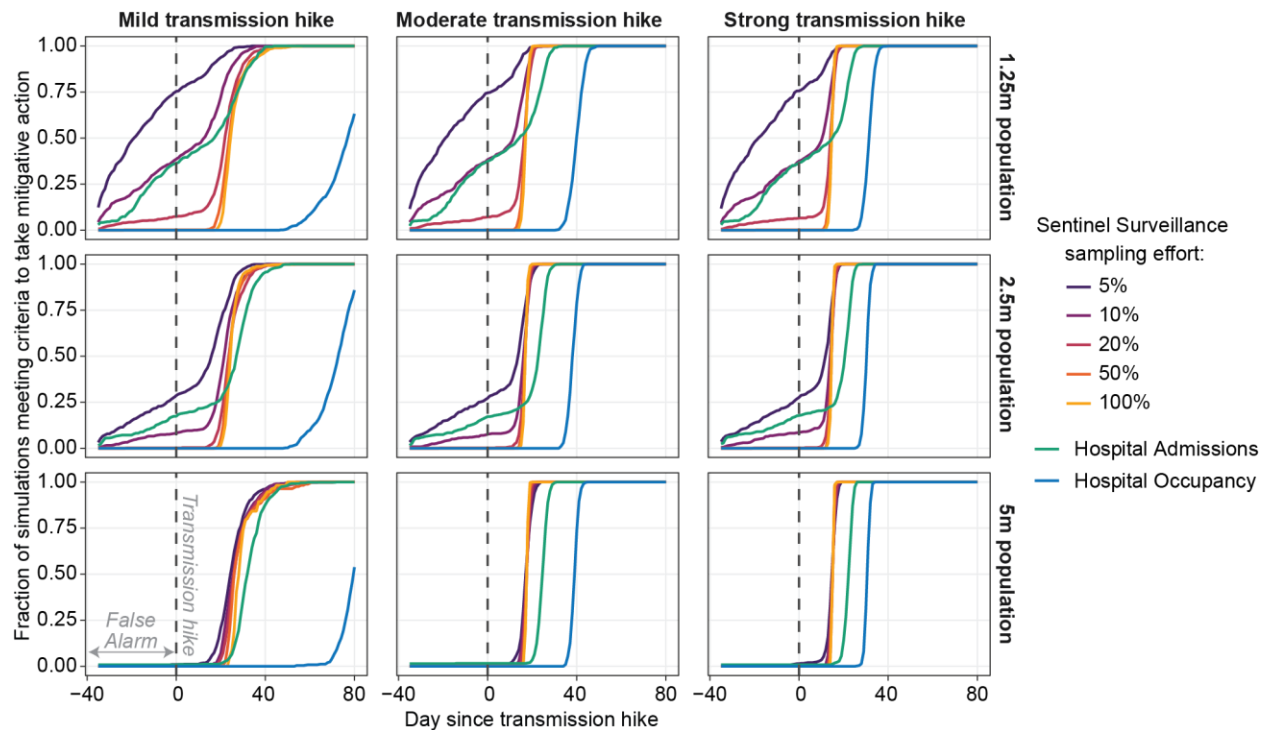 Mild transmission hike
Moderate transmission hike
Strong transmission hike
Fraction of simulations meeting criteria to take mitigative action
1.00
0.75
0.50
0.25
0.00
1.25m population
1.00
0.75
0.50
0.25
0.00
2.5m population
1.00
0.75
0.50
0.25
0.00
5m population
False
Alarm
Transmission hike
−40 0 40 80
−40 0 40 80
−40 0 40 80
Day since transmission hike
Sentinel Surveillance
sampling effort:
5%
10%
20%
50%
100%
Hospital Admissions
Hospital Occupancy